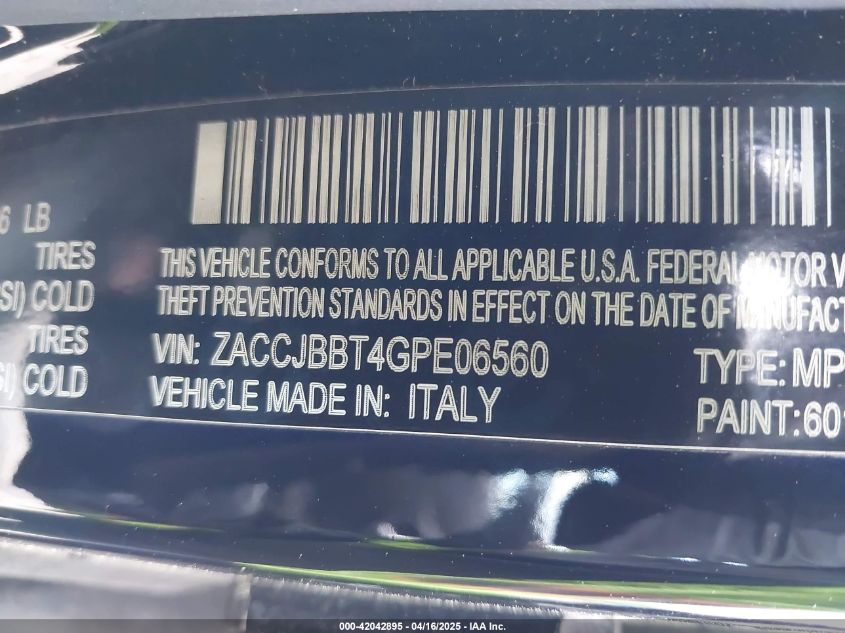 6 LB
TIRES
SI) COLD
TIRES
SI) COLD
THIS VEHICLE CONFORMS TO ALL APPLICABLE U.S.A. FEDERAL MOTOR V
THEFT PREVENTION STANDARDS IN EFFECT ON THE DATE OF MANUFACT
VIN: ZACCJBBT4GPE06560
TYPE: MP
VEHICLE MADE IN: ITALY
PAINT: 601
000-42042895 - 04/16/2025 - IAA Inc.